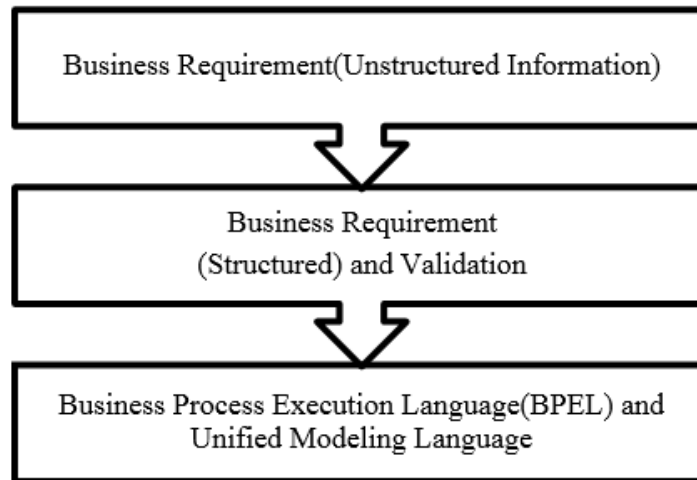 Business Requirement(Unstructured Information)
Business Requirement
(Structured) and Validation
Business Process Execution Language(BPEL) and
Unified Modeling Language